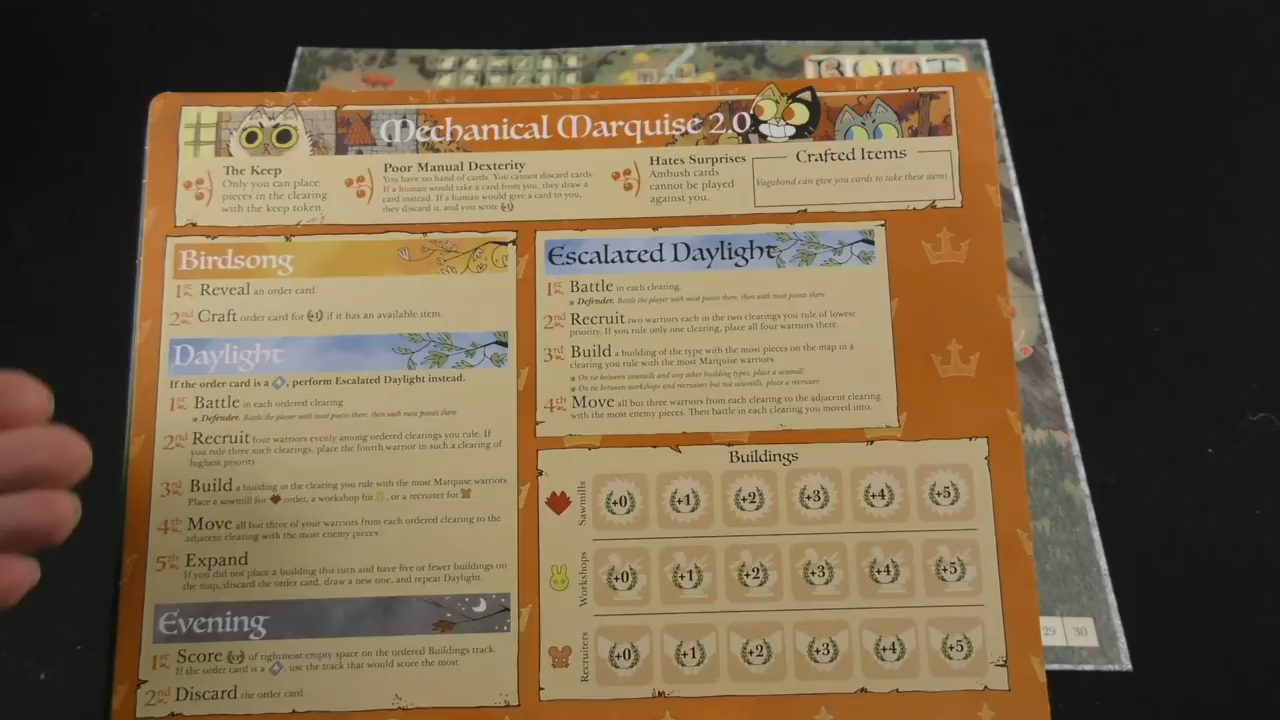 ROOT
Mechanical Marquise 2.0
The Keep
Only you can place
pieces in the clearing
with the keep token.
Poor Manual Dexterity
You have no hand of cards. You cannot discard cards.
If a human would take a card from you, they draw a
card instead. If a human would give a card to you,
they discard it, and you score +1
Hates Surprises
Ambush cards
cannot be played
against you.
Crafted Items
Vagabond can give you cards to take these items
Birdsong
1st Reveal an order card.
2nd Craft order card for +1 if it has an available item.
Daylight
If the order card is a , perform Escalated Daylight instead.
1st Battle in each ordered clearing
Defender. Battle the player with most pieces there, then with most points there.
2nd Recruit four warriors evenly among ordered clearings you rule. If
you rule three such clearings, place the fourth warrior in such a clearing of
highest priority.
3rd Build a building in the clearing you rule with the most Marquise warriors
Place a sawmill for order, a workshop for , or a recruiter for
4th Move all but three of your warriors from each ordered clearing to the
adjacent clearing with the most enemy pieces
5th Expand
If you did not place a building this turn and have five or fewer buildings on
the map, discard the order card, draw a new one, and repeat Daylight.
Evening
1st Score VP of rightmost empty space on the ordered Buildings track.
If the order card is a , use the track that would score the most.
2nd Discard the order card.
Escalated Daylight
1st Battle in each clearing.
Defender. Battle the player with most pieces there, then with most points there.
2nd Recruit two warriors each in the two clearings you rule of lowest
priority. If you rule only one clearing, place all four warriors there.
3rd Build a building of the type with the most pieces on the map in a
clearing you rule with the most Marquise warriors.
On tie between sawmills and any other building types, place a sawmill
On tie between workshops and recruiters but not sawmills, place a recruiter
4th Move all but three warriors from each clearing to the adjacent clearing
with the most enemy pieces. Then battle in each clearing you moved into.
Buildings
Sawmills +0 +1 +2 +3 +4 +5
Workshops +0 +1 +2 +3 +4 +5
Recruiters +0 +1 +2 +3 +4 +5
29 30